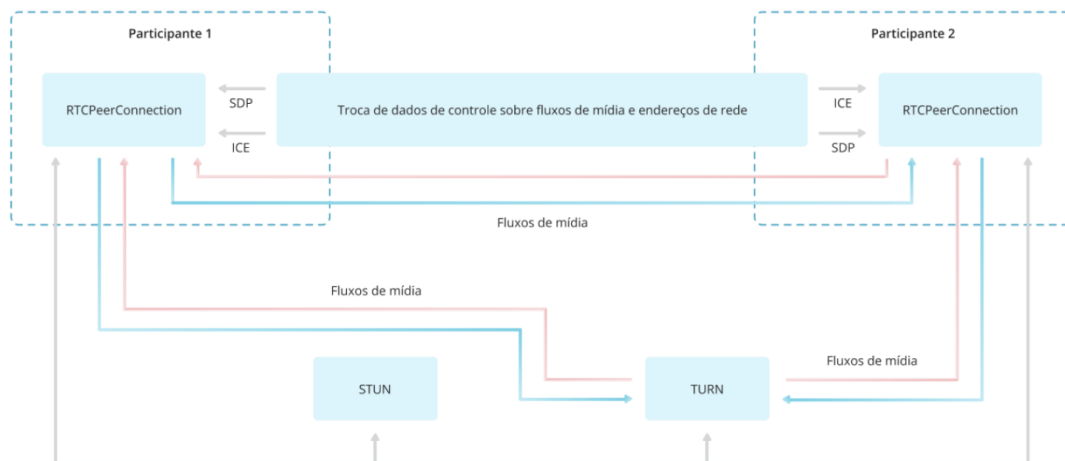 Participante 1
Participante 2
RTCPeerConnection
SDP
ICE
Troca de dados de controle sobre fluxos de mídia e endereços de rede
ICE
SDP
RTCPeerConnection
Fluxos de mídia
Fluxos de mídia
Fluxos de mídia
STUN
TURN